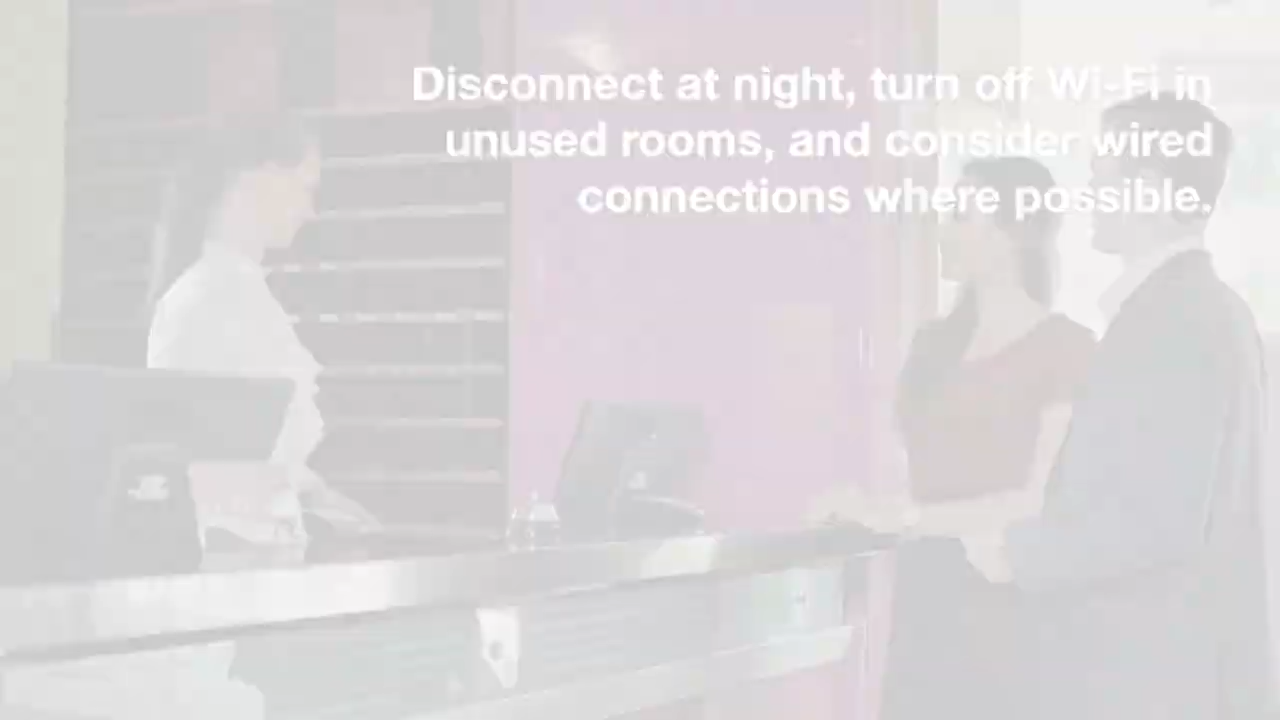 Disconnect at night, turn off Wi-Fi in
unused rooms, and consider wired
connections where possible.